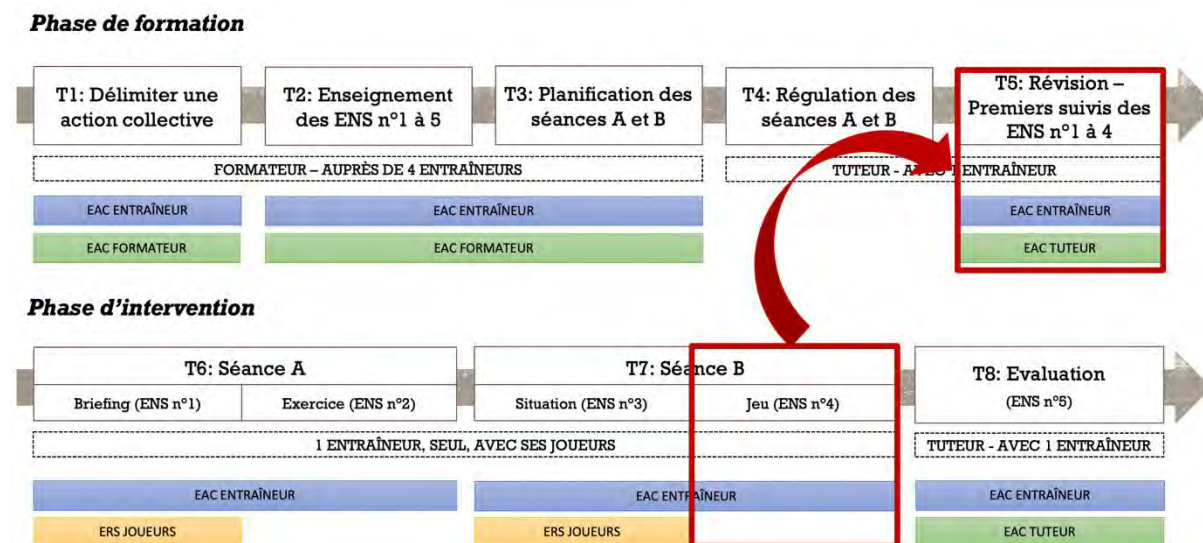 Phase de formation
T1: Délimiter une
action collective
T2: Enseignement
des ENS n°1 à 5
T3: Planification des
séances A et B
T4: Régulation des
séances A et B
T5: Révision –
Premiers suivis des
ENS n°1 à 4
FORMATEUR – AUPRÈS DE 4 ENTRAÎNEURS
TUTEUR - AVEC 1 ENTRAÎNEUR
EAC ENTRAÎNEUR
EAC ENTRAÎNEUR
EAC ENTRAÎNEUR
EAC FORMATEUR
EAC FORMATEUR
EAC TUTEUR
Phase d'intervention
T6: Séance A
T7: Séance B
T8: Evaluation
(ENS n°5)
Briefing (ENS n°1)
Exercice (ENS n°2)
Situation (ENS n°3)
Jeu (ENS n°4)
1 ENTRAÎNEUR, SEUL, AVEC SES JOUEURS
TUTEUR - AVEC 1 ENTRAÎNEUR
EAC ENTRAÎNEUR
EAC ENTRAÎNEUR
EAC ENTRAÎNEUR
ERS JOUEURS
ERS JOUEURS
EAC TUTEUR